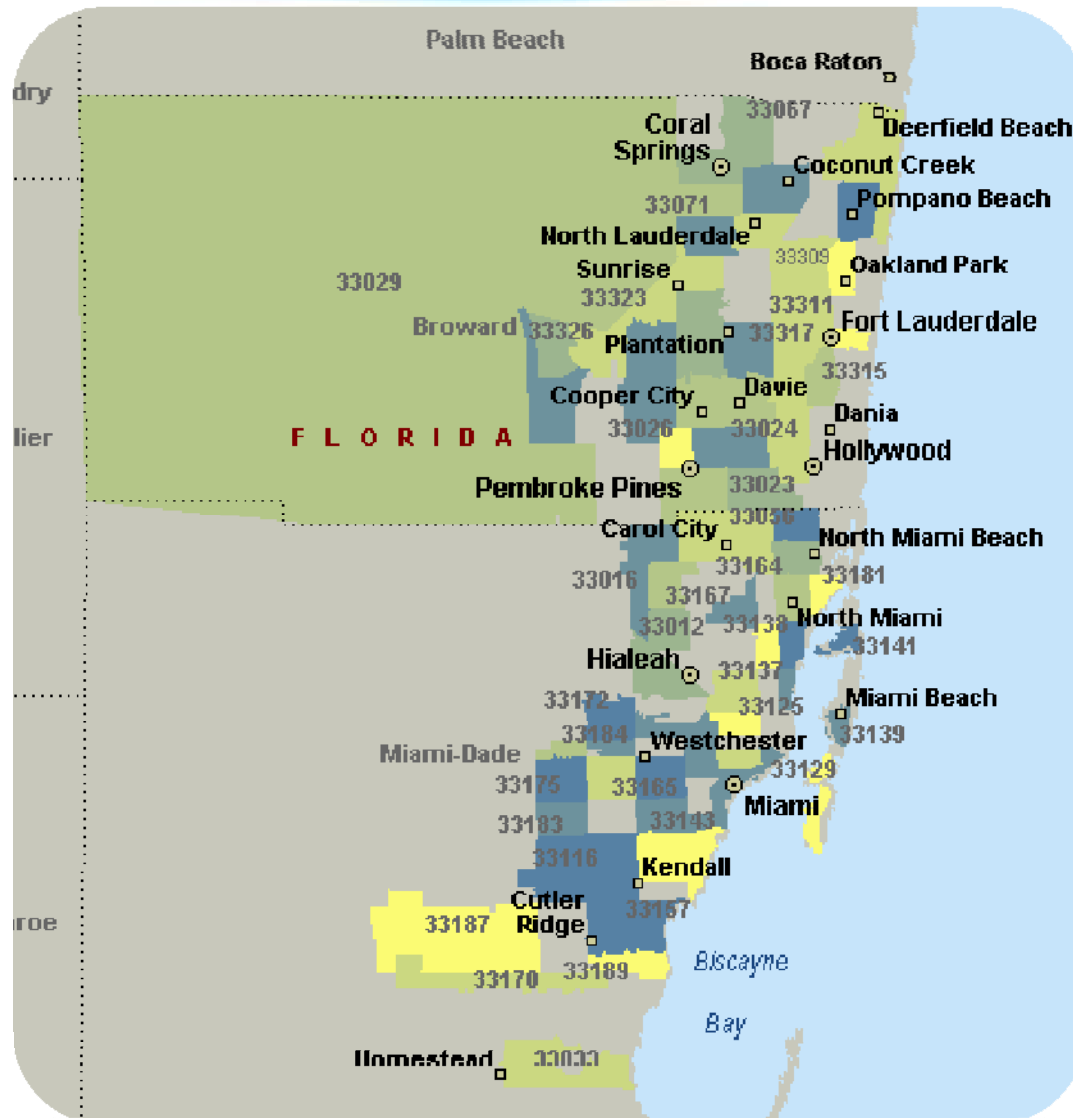 Palm Beach
Boca Raton
dry
33067
Deerfield Beach
Coral
Springs
Coconut Creek
33071
Pompano Beach
North Lauderdale
33309
Sunrise
Oakland Park
33029
33323
33311
Broward
33326
Fort Lauderdale
Plantation
33317
33315
Cooper City
Davie
Dania
lier
FLORIDA
33026
33024
Hollywood
Pembroke Pines
33023
33056
Carol City
North Miami Beach
33164
33016
33181
33167
North Miami
33012
33138
33141
Hialeah
33137
33172
33125
Miami Beach
33184
Westchester
33139
Miami-Dade
33129
33175
33165
Miami
33183
33143
33116
Kendall
Cutler
Ridge
33157
roe
33187
33189
33170
Biscayne
Bay
Homestead
33033